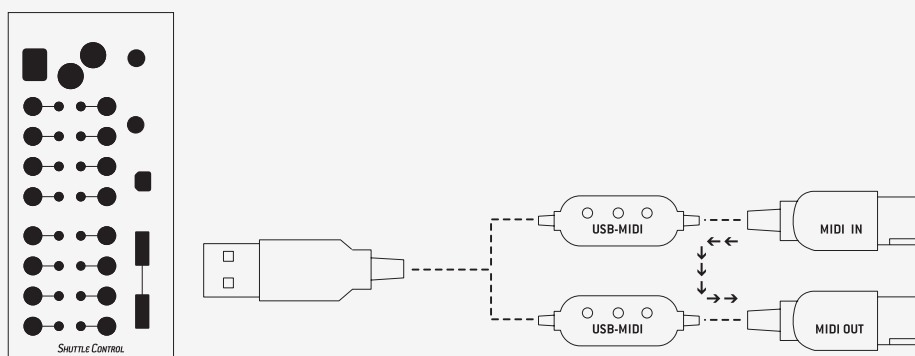 USB-MIDI
MIDI IN
USB-MIDI
MIDI OUT
SHUTTLE CONTROL